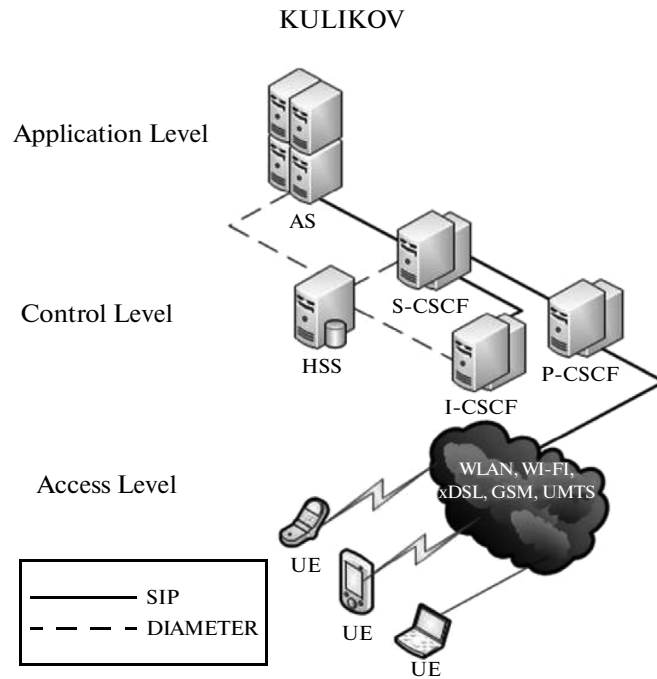 KULIKOV
Application Level
AS
S-CSCF
Control Level
HSS
P-CSCF
I-CSCF
WLAN, WI-FI,
xDSL, GSM, UMTS
Access Level
UE
UE
UE
SIP
DIAMETER